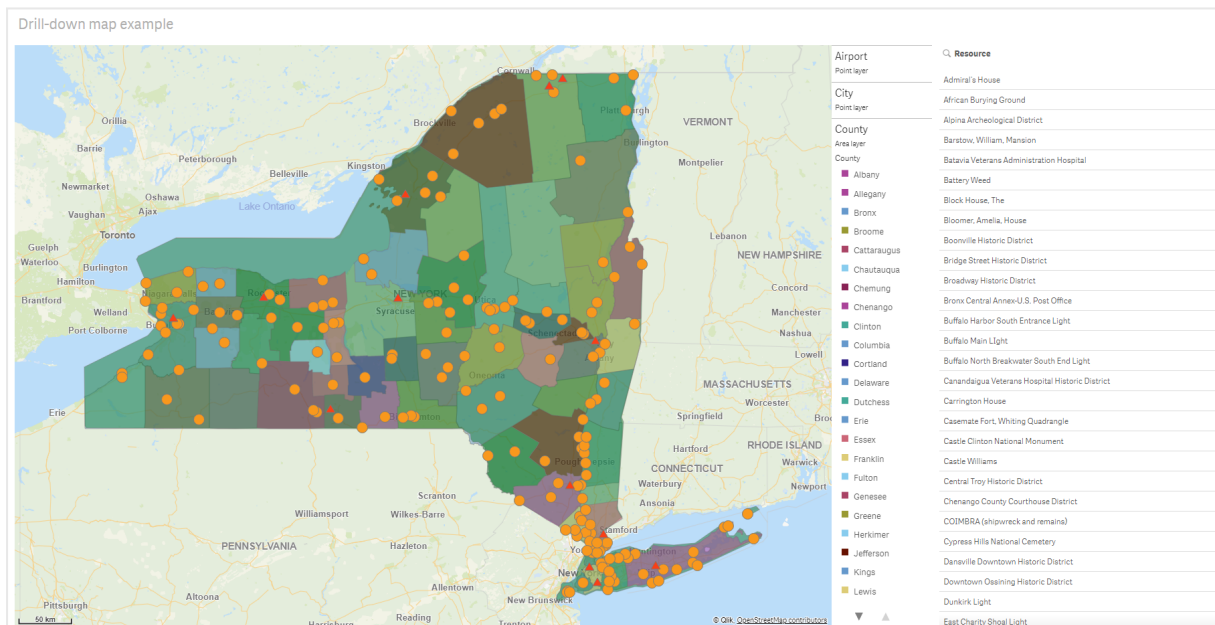 Drill-down map example
Cornwall
Orillia
Barrie
Brockville
VERMONT
Burlington
Peterborough
Kingston
Montpelier
Belleville
Newmarket
Oshawa
Vaughan
Ajax
Lake Ontario
Toronto
Lebanon
Guelph
Waterloo
NEW HAMPSHIRE
Burlington
Hamilton
Concord
Brantford
NEW YORK
Utica
Welland
Syracuse
Manchester
Port Colborne
Nashua
Lowell
Oneonta
MASSACHUSETTS
Worcester
Erie
Springfield
Hartford
RHODE ISLAND
Warwick
CONNECTICUT
Waterbury
Newport
Scranton
Ansonia
Williamsport
Wilkes-Barre
Stamford
PENNSYLVANIA
Hazleton
Allentown
Altoona
New Brunswick
Pittsburgh
Reading
Harrisburg
Trenton
50 km
© Qlik, OpenStreetMap contributors
Airport
Point layer
City
Point layer
County
Area layer
County
Albany
Allegany
Bronx
Broome
Cattaraugus
Chautauqua
Chemung
Chenango
Clinton
Columbia
Cortland
Delaware
Dutchess
Erie
Essex
Franklin
Fulton
Genesee
Greene
Herkimer
Jefferson
Kings
Lewis
Resource
Admiral's House
African Burying Ground
Alpina Archeological District
Barstow, William, Mansion
Batavia Veterans Administration Hospital
Battery Weed
Block House, The
Bloomer, Amelia, House
Boonville Historic District
Bridge Street Historic District
Broadway Historic District
Bronx Central Annex-U.S. Post Office
Buffalo Harbor South Entrance Light
Buffalo Main LIght
Buffalo North Breakwater South End Light
Canandaigua Veterans Hospital Historic District
Carrington House
Casemate Fort, Whiting Quadrangle
Castle Clinton National Monument
Castle Williams
Central Troy Historic District
Chenango County Courthouse District
COIMBRA (shipwreck and remains)
Cypress Hills National Cemetery
Dansville Downtown Historic District
Downtown Ossining Historic District
Dunkirk Light
East Charity Shoal Light